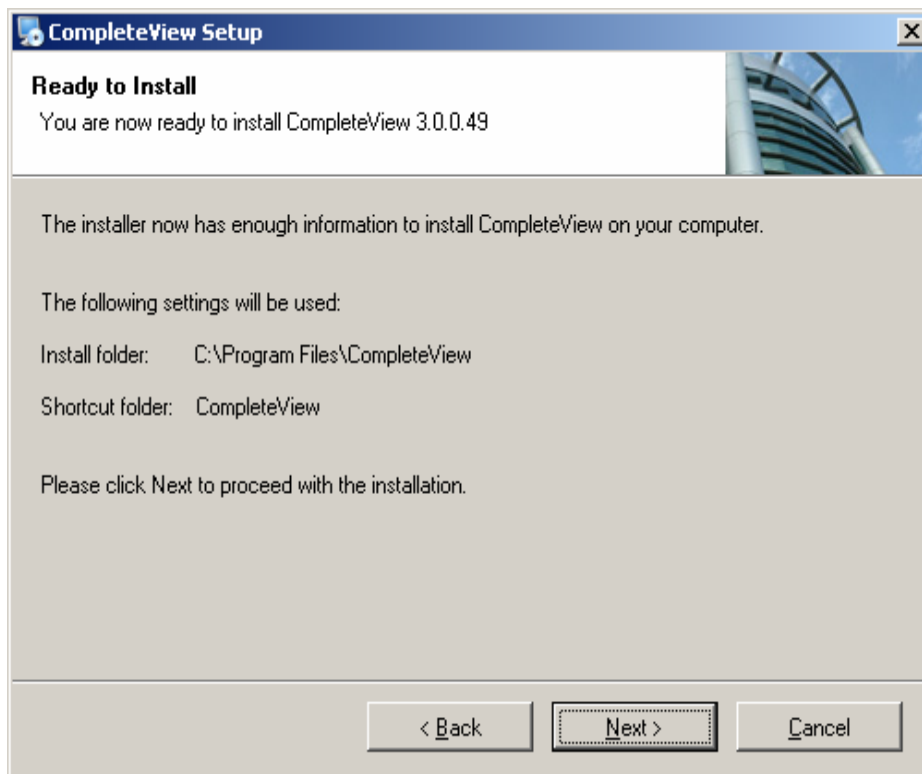 CompleteView Setup
Ready to Install
You are now ready to install CompleteView 3.0.0.49
The installer now has enough information to install CompleteView on your computer.
The following settings will be used:
Install folder: C:\Program Files\CompleteView
Shortcut folder: CompleteView
Please click Next to proceed with the installation.
< Back Next > Cancel